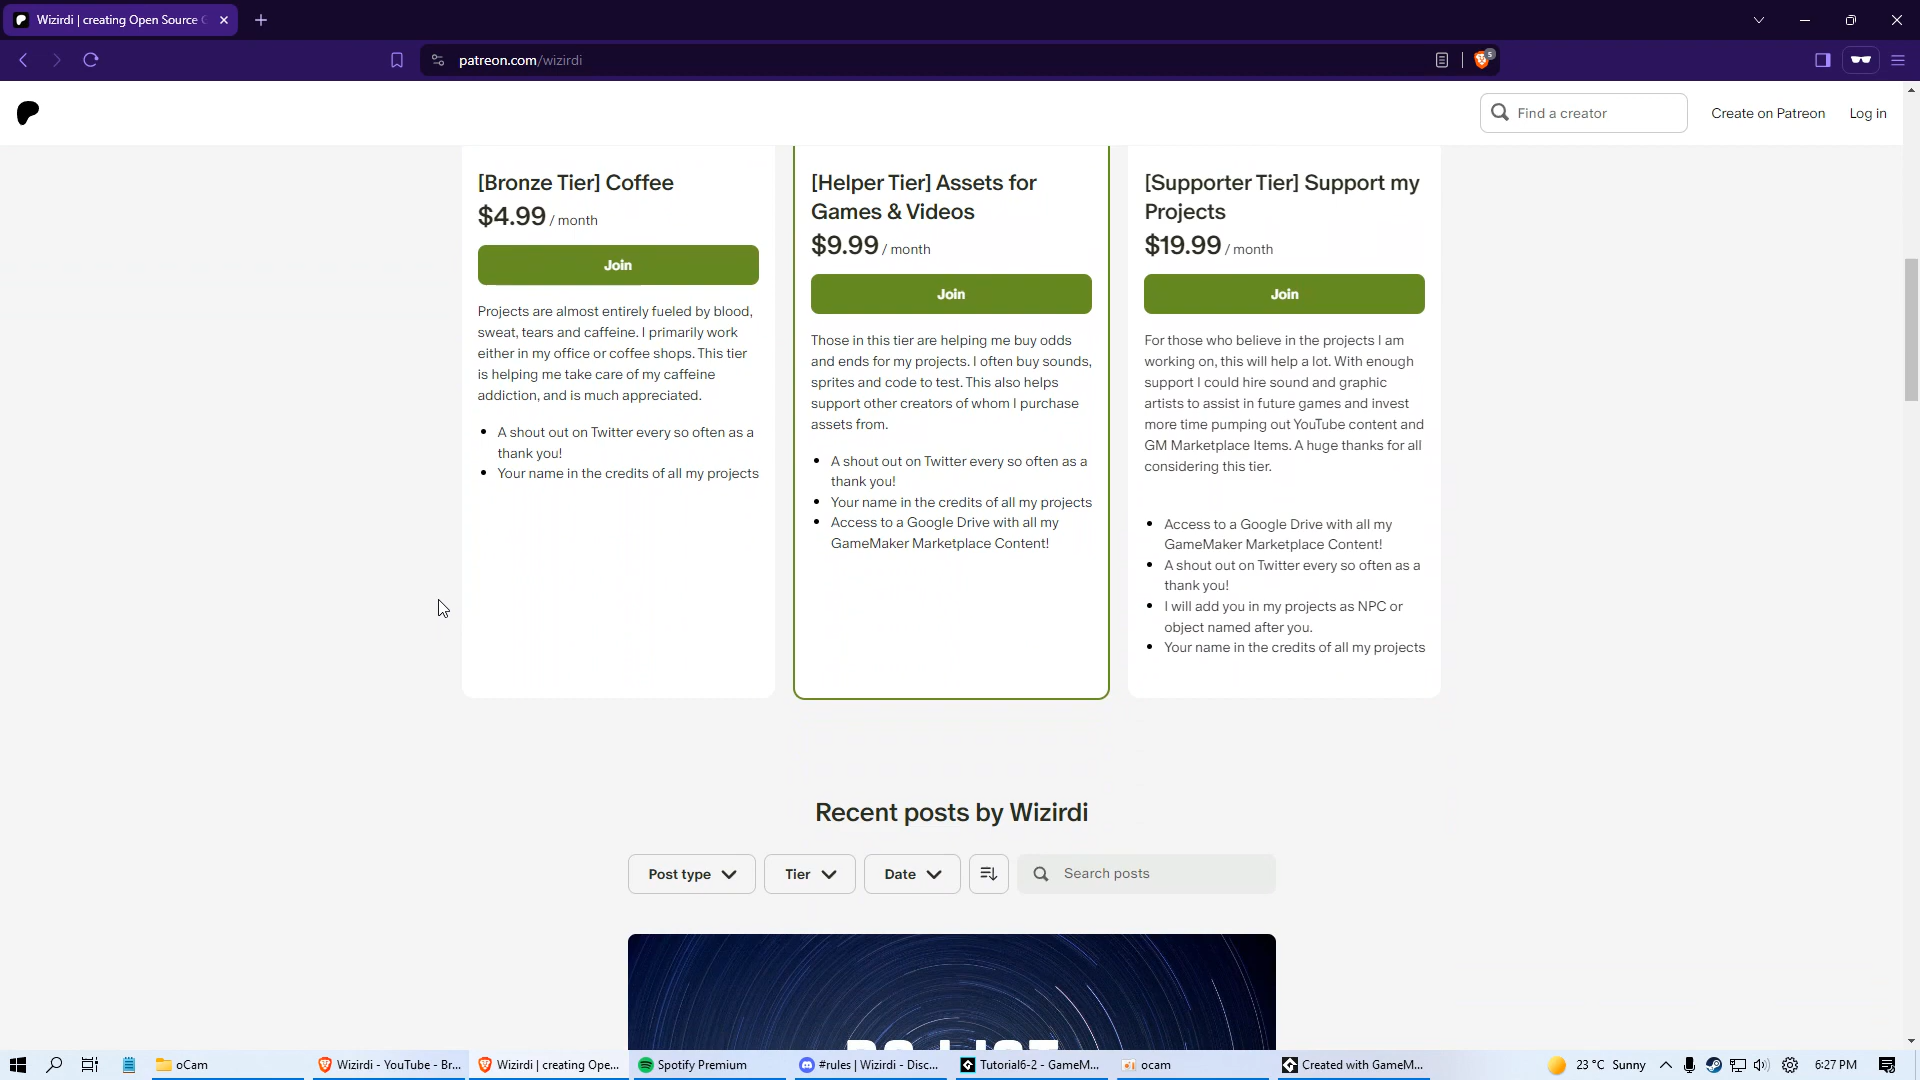 Wizirdi | creating Open Source
patreon.com/wizirdi
5
Find a creator
Create on Patreon
Log in
[Bronze Tier] Coffee
$4.99 / month
Join
Projects are almost entirely fueled by blood,
sweat, tears and caffeine. I primarily work
either in my office or coffee shops. This tier
is helping me take care of my caffeine
addiction, and is much appreciated.
• A shout out on Twitter every so often as a
thank you!
• Your name in the credits of all my projects
[Helper Tier] Assets for
Games & Videos
$9.99 / month
Join
Those in this tier are helping me buy odds
and ends for my projects. I often buy sounds,
sprites and code to test. This also helps
support other creators of whom I purchase
assets from.
• A shout out on Twitter every so often as a
thank you!
• Your name in the credits of all my projects
• Access to a Google Drive with all my
GameMaker Marketplace Content!
[Supporter Tier] Support my
Projects
$19.99 / month
Join
For those who believe in the projects I am
working on, this will help a lot. With enough
support I could hire sound and graphic
artists to assist in future games and invest
more time pumping out YouTube content and
GM Marketplace Items. A huge thanks for all
considering this tier.
• Access to a Google Drive with all my
GameMaker Marketplace Content!
• A shout out on Twitter every so often as a
thank you!
• I will add you in my projects as NPC or
object named after you.
• Your name in the credits of all my projects
Recent posts by Wizirdi
Post type
Tier
Date
Search posts
oCam
Wizirdi - YouTube - Br...
Wizirdi | creating Ope...
Spotify Premium
#rules | Wizirdi - Disc...
Tutorial6-2 - GameM...
ocam
Created with GameM...
23 °C Sunny
6:27 PM